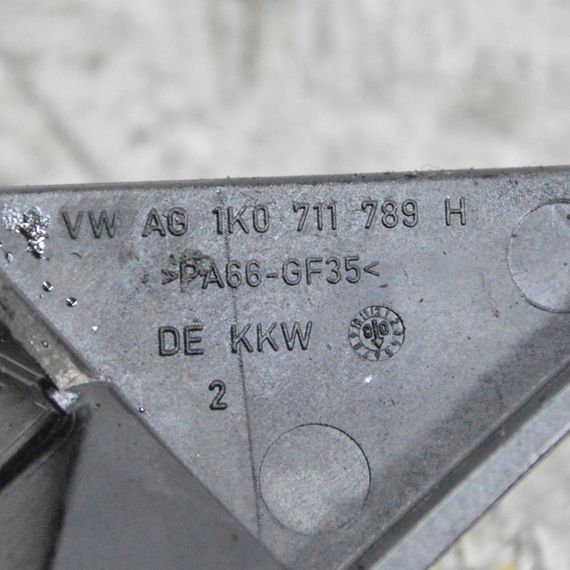 VW AG 1K0 711 789 H
>PA66-GF35<
DE KKW
2